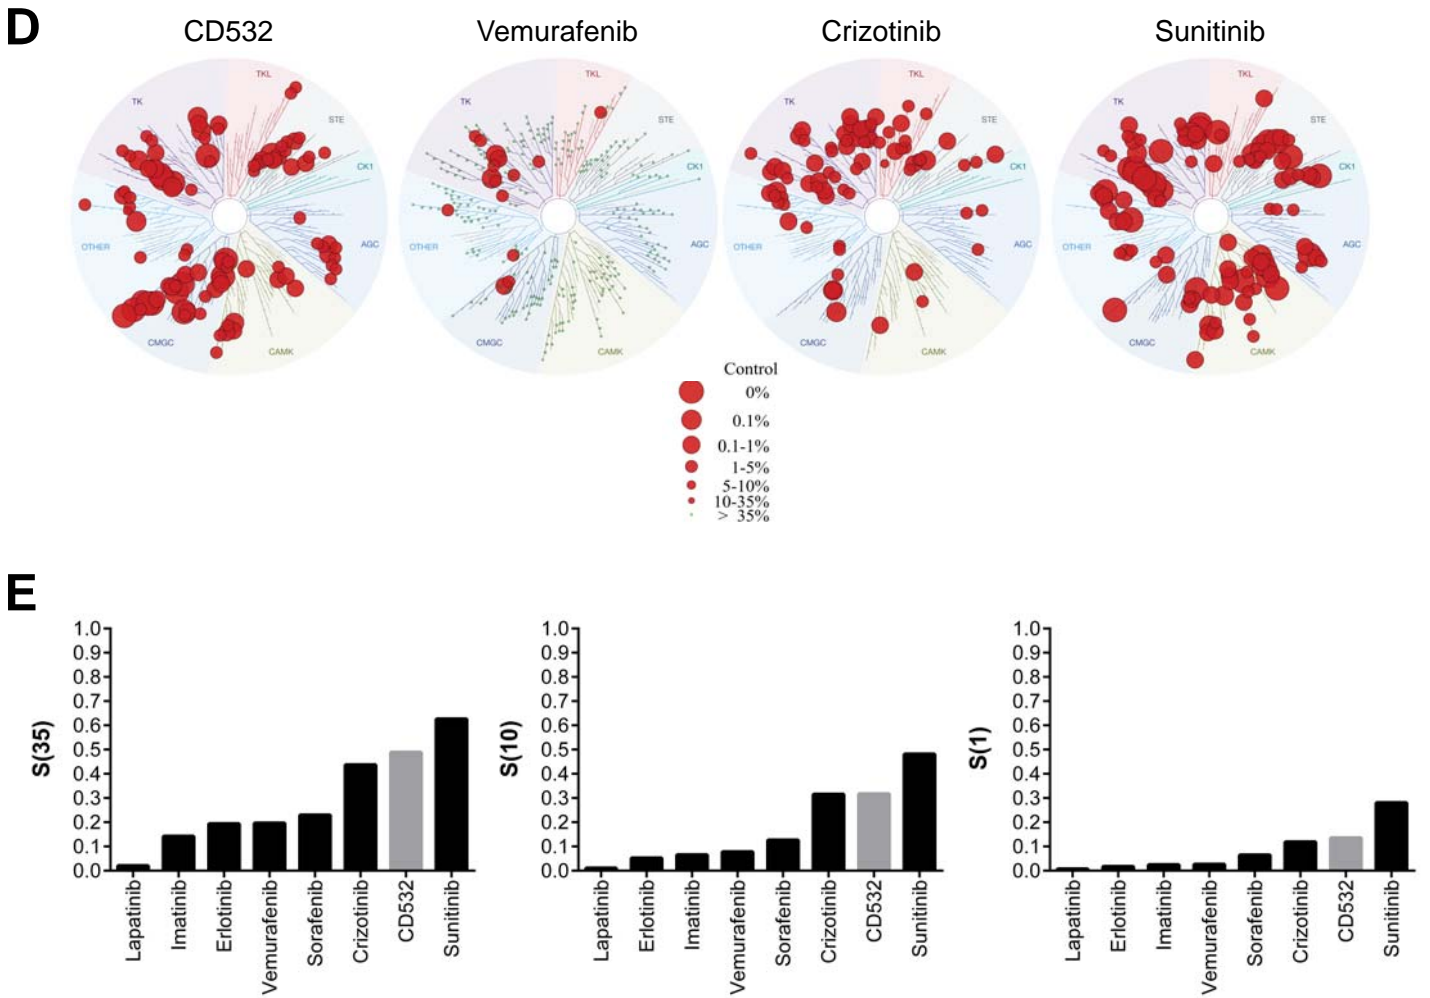 D
CD532 Vemurafenib Crizotinib Sunitinib
TKL TK STE CK1 AGC OTHER CMGC CAMK
TKL TK STE CK1 AGC OTHER CMGC CAMK
TKL TK STE CK1 AGC OTHER CMGC CAMK
TKL TK STE CK1 AGC OTHER CMGC CAMK
Control
0%
0.1%
0.1-1%
1-5%
5-10%
10-35%
> 35%
E
S(35)
1.0
0.9
0.8
0.7
0.6
0.5
0.4
0.3
0.2
0.1
0.0
Lapatinib
Imatinib
Erlotinib
Vemurafenib
Sorafenib
Crizotinib
CD532
Sunitinib
S(10)
1.0
0.9
0.8
0.7
0.6
0.5
0.4
0.3
0.2
0.1
0.0
Lapatinib
Erlotinib
Imatinib
Vemurafenib
Sorafenib
Crizotinib
CD532
Sunitinib
S(1)
1.0
0.9
0.8
0.7
0.6
0.5
0.4
0.3
0.2
0.1
0.0
Lapatinib
Erlotinib
Imatinib
Vemurafenib
Sorafenib
Crizotinib
CD532
Sunitinib